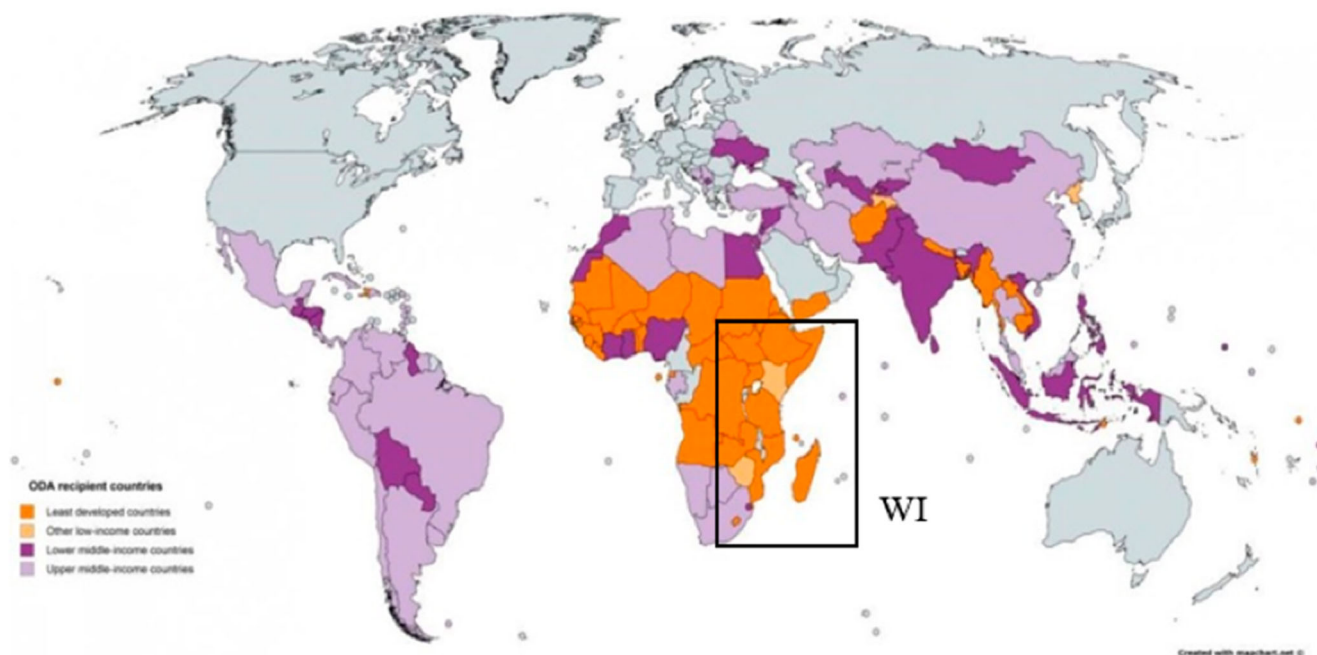 WI
ODA recipient countries
Least developed countries
Other low-income countries
Lower middle-income countries
Upper middle-income countries
Created with mapchart.net ©